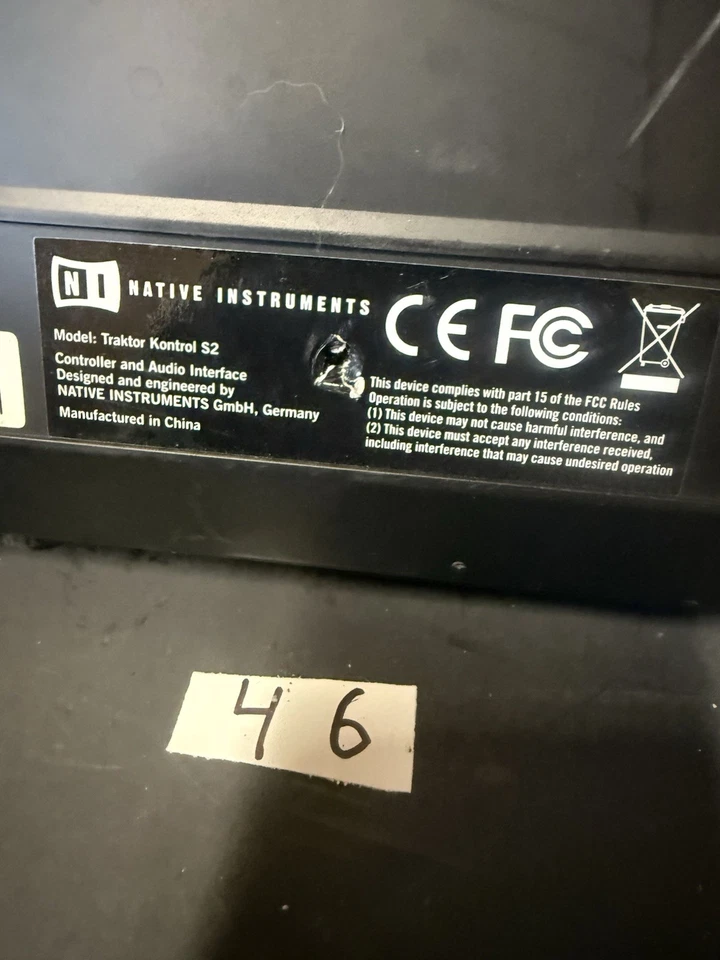 NI NATIVE INSTRUMENTS
Model: Traktor Kontrol S2
Controller and Audio Interface
Designed and engineered by
NATIVE INSTRUMENTS GmbH, Germany
Manufactured in China
CE FCC
This device complies with part 15 of the FCC Rules
Operation is subject to the following conditions:
(1) This device may not cause harmful interference, and
(2) This device must accept any interference received,
including interference that may cause undesired operation
46